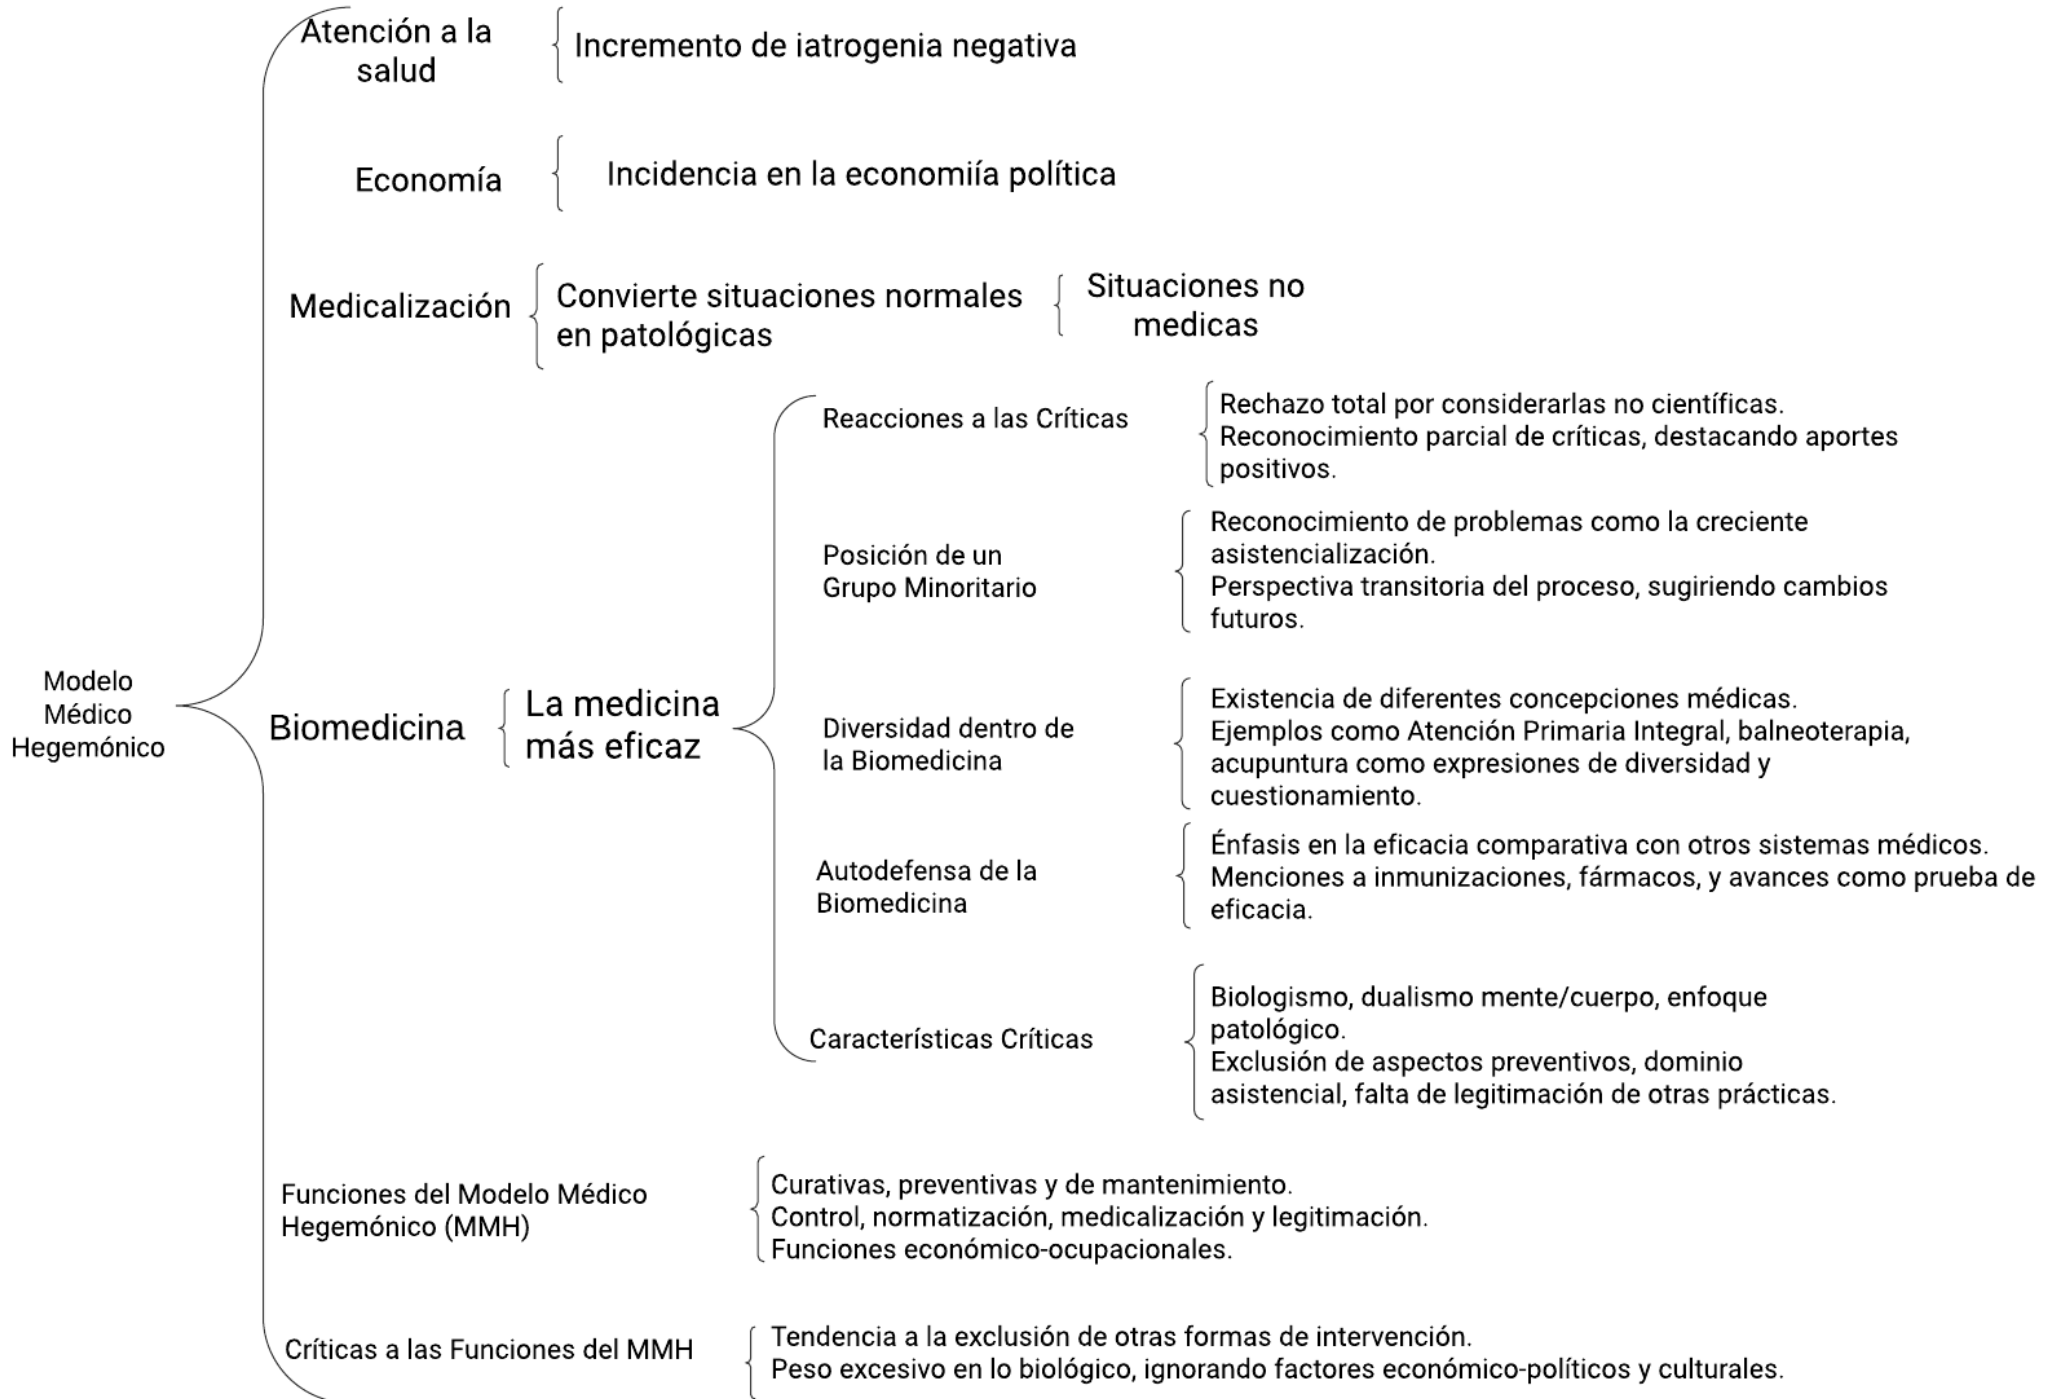 Modelo
Médico
Hegemónico
Atención a la
salud
Incremento de iatrogenia negativa
Economía
Incidencia en la economiía política
Medicalización
Convierte situaciones normales
en patológicas
Situaciones no
medicas
Biomedicina
La medicina
más eficaz
Reacciones a las Críticas
Rechazo total por considerarlas no científicas.
Reconocimiento parcial de críticas, destacando aportes
positivos.
Posición de un
Grupo Minoritario
Reconocimiento de problemas como la creciente
asistencialización.
Perspectiva transitoria del proceso, sugiriendo cambios
futuros.
Diversidad dentro de
la Biomedicina
Existencia de diferentes concepciones médicas.
Ejemplos como Atención Primaria Integral, balneoterapia,
acupuntura como expresiones de diversidad y
cuestionamiento.
Autodefensa de la
Biomedicina
Énfasis en la eficacia comparativa con otros sistemas médicos.
Menciones a inmunizaciones, fármacos, y avances como prueba de
eficacia.
Características Críticas
Biologismo, dualismo mente/cuerpo, enfoque
patológico.
Exclusión de aspectos preventivos, dominio
asistencial, falta de legitimación de otras prácticas.
Funciones del Modelo Médico
Hegemónico (MMH)
Curativas, preventivas y de mantenimiento.
Control, normatización, medicalización y legitimación.
Funciones económico-ocupacionales.
Críticas a las Funciones del MMH
Tendencia a la exclusión de otras formas de intervención.
Peso excesivo en lo biológico, ignorando factores económico-políticos y culturales.